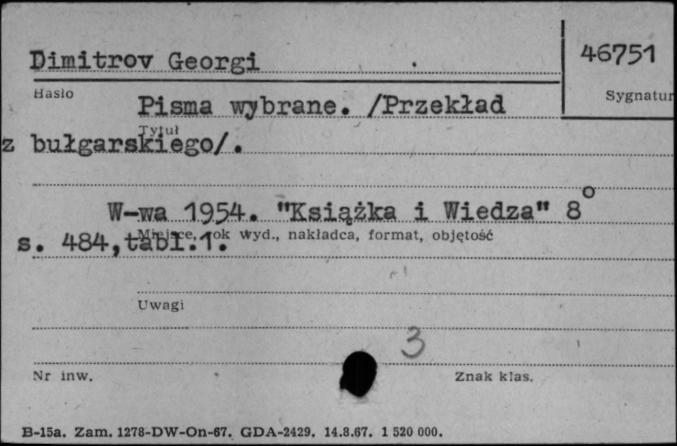 Dimitrov Georgi
46751
Hasło
Sygnatur
Pisma wybrane. /Przekład
Tytuł
z bułgarskiego/.
W-wa 1954. "Książka i Wiedza" 8°
Miejsce, rok wyd., nakładca, format, objętość
s. 484, tabl.1.
Uwagi
3
Nr inw.
Znak klas.
B-15a. Zam. 1278-DW-On-67. GDA-2429. 14.8.67. 1 520 000.